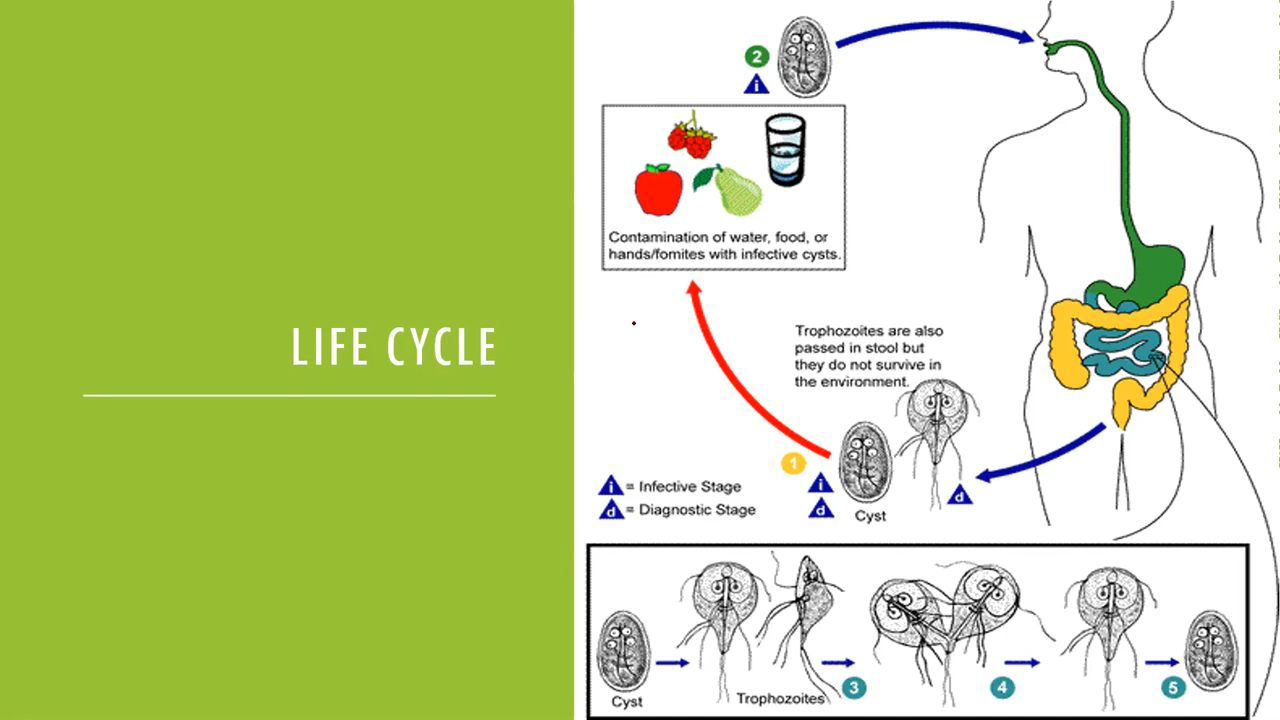 LIFE CYCLE
2
i
Contamination of water, food, or
hands/fomites with infective cysts.
Trophozoites are also
passed in stool but
they do not survive in
the environment.
1
i
d
d
Cyst
i = Infective Stage
d = Diagnostic Stage
Cyst
Trophozoites
3
4
5